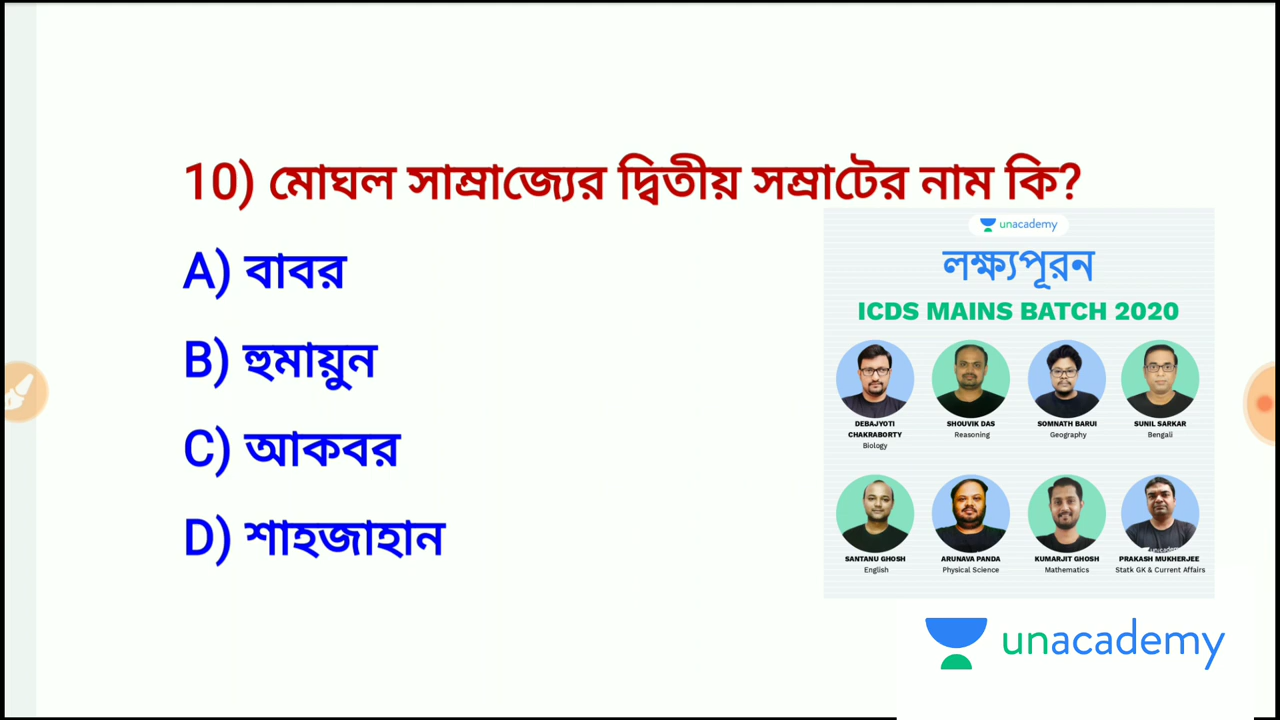 10) মোঘল সাম্রাজ্যের দ্বিতীয় সম্রাটের নাম কি?
A) বাবর
B) হুমায়ুন
C) আকবর
D) শাহজাহান
unacademy
লক্ষ্যপূরন
ICDS MAINS BATCH 2020
DEBAJYOTI CHAKRABORTY
Biology
SHOUVIK DAS
Reasoning
SOMNATH BARUI
Geography
SUNIL SARKAR
Bengali
SANTANU GHOSH
English
ARUNAVA PANDA
Physical Science
KUMARJIT GHOSH
Mathematics
PRAKASH MUKHERJEE
Statk GK & Current Affairs
unacademy